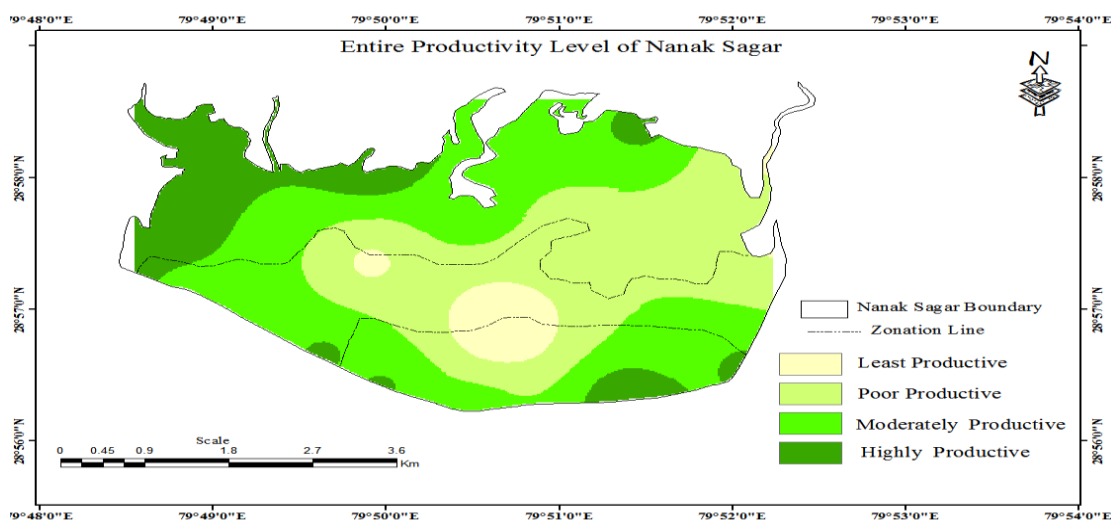 79°48'0"E 79°49'0"E 79°50'0"E 79°51'0"E 79°52'0"E 79°53'0"E 79°54'0"E
Entire Productivity Level of Nanak Sagar
N
28°58'0"N 28°58'0"N
28°57'0"N 28°57'0"N
Nanak Sagar Boundary
Zonation Line
Least Productive
Poor Productive
Moderately Productive
Highly Productive
28°56'0"N 28°56'0"N
Scale
0 0.45 0.9 1.8 2.7 3.6
Km
79°48'0"E 79°49'0"E 79°50'0"E 79°51'0"E 79°52'0"E 79°53'0"E 79°54'0"E